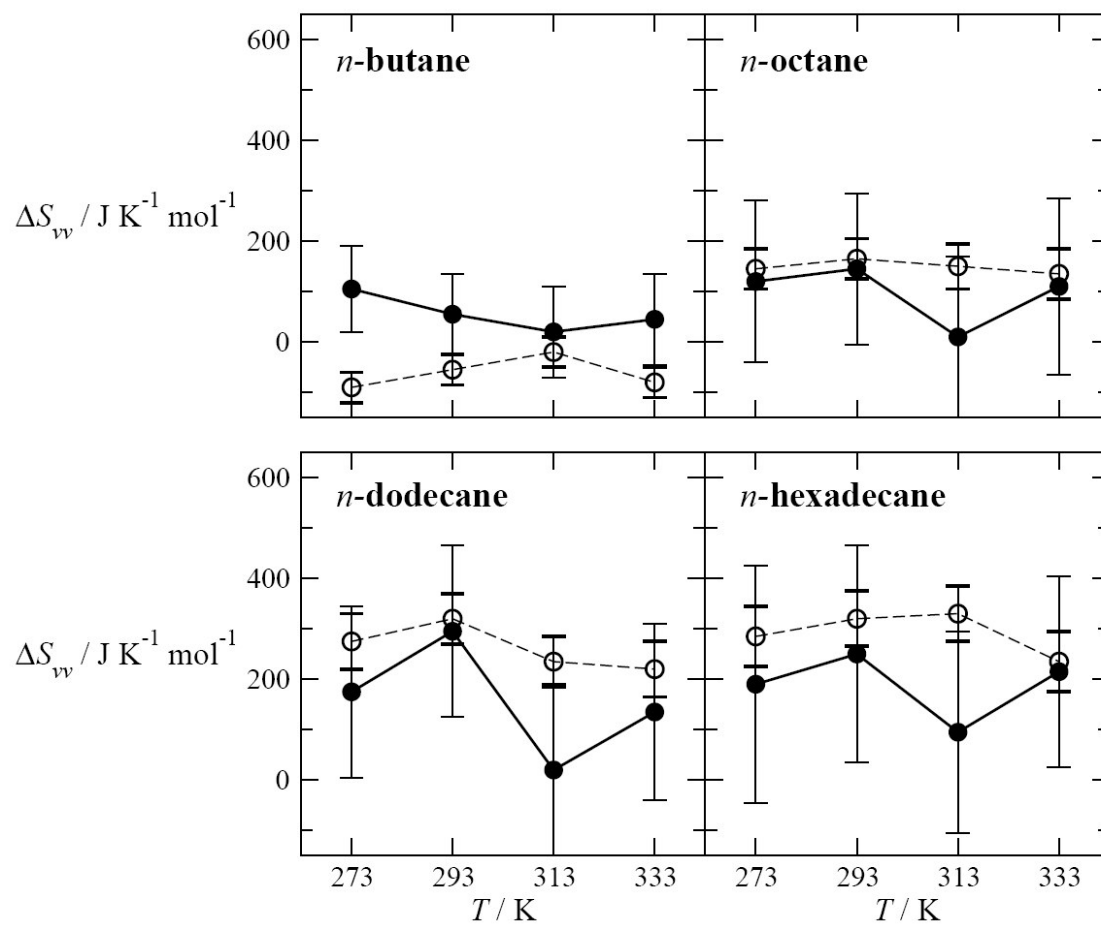 n-butane
n-octane
600
400
200
0
ΔS_vv / J K^-1 mol^-1
n-dodecane
n-hexadecane
600
400
200
0
ΔS_vv / J K^-1 mol^-1
273 293 313 333
273 293 313 333
T / K
T / K